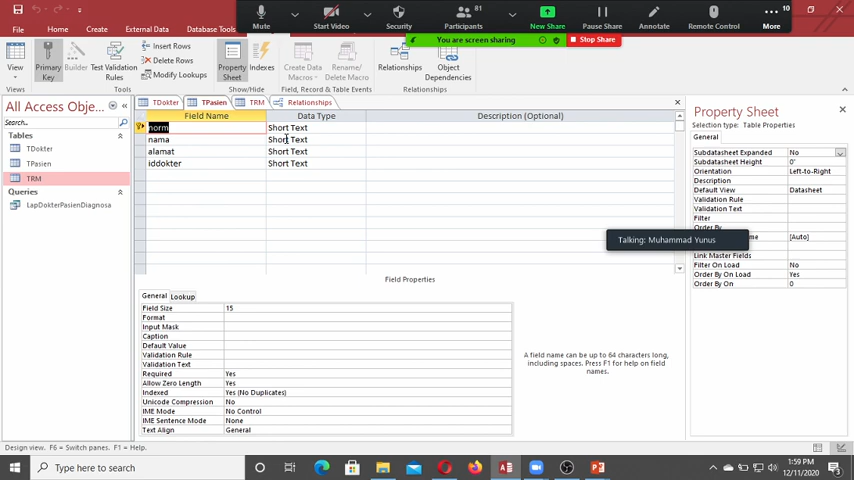 81
10
Mute
Start Video
Security
Participants
New Share
Pause Share
Annotate
Remote Control
More
You are screen sharing
Stop Share
File
Home
Create
External Data
Database Tools
View
Primary Key
Builder
Test Validation Rules
Insert Rows
Delete Rows
Modify Lookups
Property Sheet
Indexes
Create Data Macros
Rename/ Delete Macro
Relationships
Object Dependencies
Views
Tools
Show/Hide
Field, Record & Table Events
Relationships
All Access Obje...
Search...
Tables
TDokter
TPasien
TRM
Queries
LapDokterPasienDiagnosa
TDokter
TPasien
TRM
Relationships
Field Name
Data Type
Description (Optional)
norm
Short Text
nama
Short Text
alamat
Short Text
iddokter
Short Text
Field Properties
General
Lookup
Field Size
15
Format
Input Mask
Caption
Default Value
Validation Rule
Validation Text
Required
Yes
Allow Zero Length
Yes
Indexed
Yes (No Duplicates)
Unicode Compression
No
IME Mode
No Control
IME Sentence Mode
None
Text Align
General
A field name can be up to 64 characters long,
including spaces. Press F1 for help on field
names.
Property Sheet
Selection type: Table Properties
General
Subdatasheet Expanded
No
Subdatasheet Height
0"
Orientation
Left-to-Right
Description
Default View
Datasheet
Validation Rule
Validation Text
Filter
Order By
[Auto]
Link Master Fields
Filter On Load
No
Order By On Load
Yes
Order By On
0
Talking: Muhammad Yunus
Design view. F6 = Switch panes. F1 = Help.
Type here to search
1:59 PM
12/11/2020
3